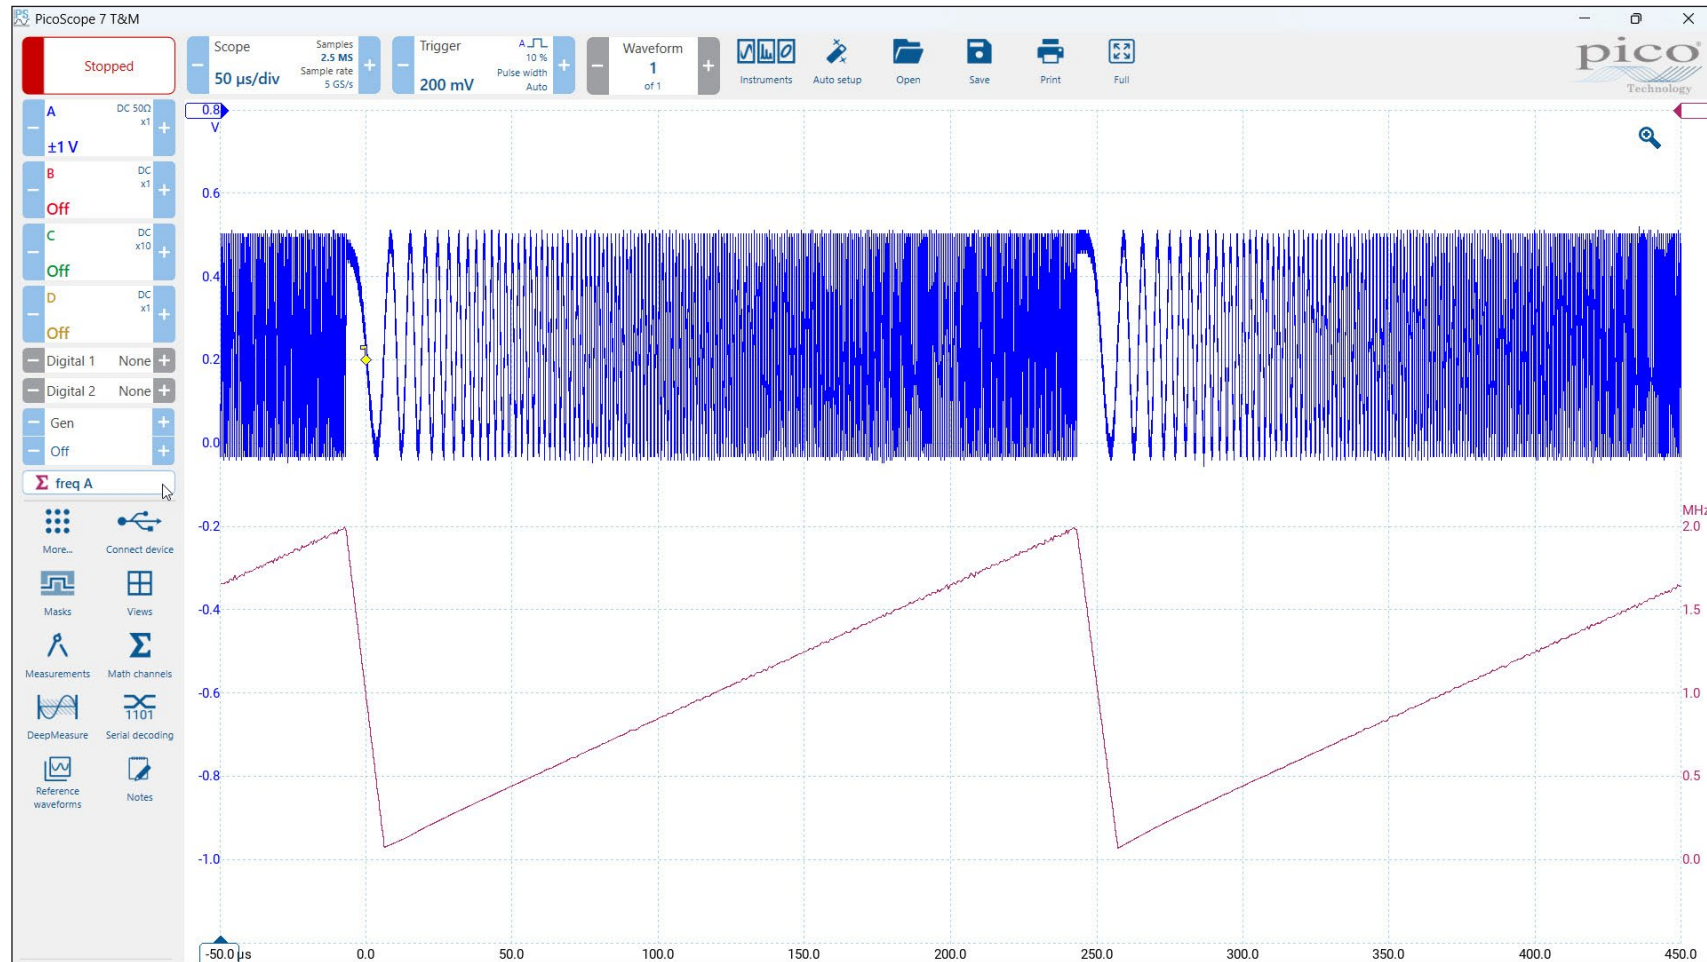 PicoScope 7 T&M
Stopped
Scope
50 µs/div
Samples
2.5 MS
Sample rate
5 GS/s
Trigger
200 mV
A
10 %
Pulse width
Auto
Waveform
1
of 1
Instruments
Auto setup
Open
Save
Print
Full
pico
Technology
A
DC 50Ω
x1
±1 V
B
DC
x1
Off
C
DC
x10
Off
D
DC
x1
Off
Digital 1 None
Digital 2 None
Gen
Off
Σ freq A
More...
Connect device
Masks
Views
Measurements
Math channels
DeepMeasure
1101
Serial decoding
Reference
waveforms
Notes
0.8
V
0.6
0.4
0.2
0.0
-0.2
-0.4
-0.6
-0.8
-1.0
MHz
2.0
1.5
1.0
0.5
0.0
-50.0 µs
0.0
50.0
100.0
150.0
200.0
250.0
300.0
350.0
400.0
450.0